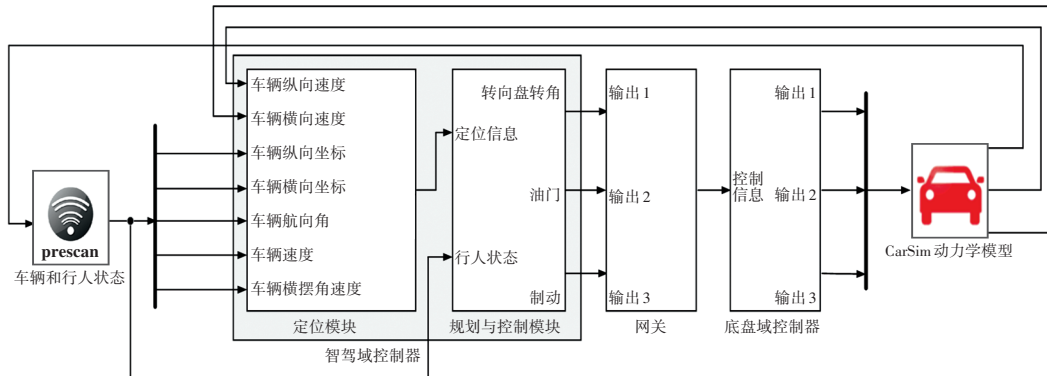 prescan
车辆和行人状态
车辆纵向速度
车辆横向速度
车辆纵向坐标
车辆横向坐标
车辆航向角
车辆速度
车辆横摆角速度
定位模块
转向盘转角
定位信息
油门
行人状态
制动
规划与控制模块
智驾域控制器
输出1
输出2
输出3
网关
控制
信息
输出1
输出2
输出3
底盘域控制器
CarSim动力学模型